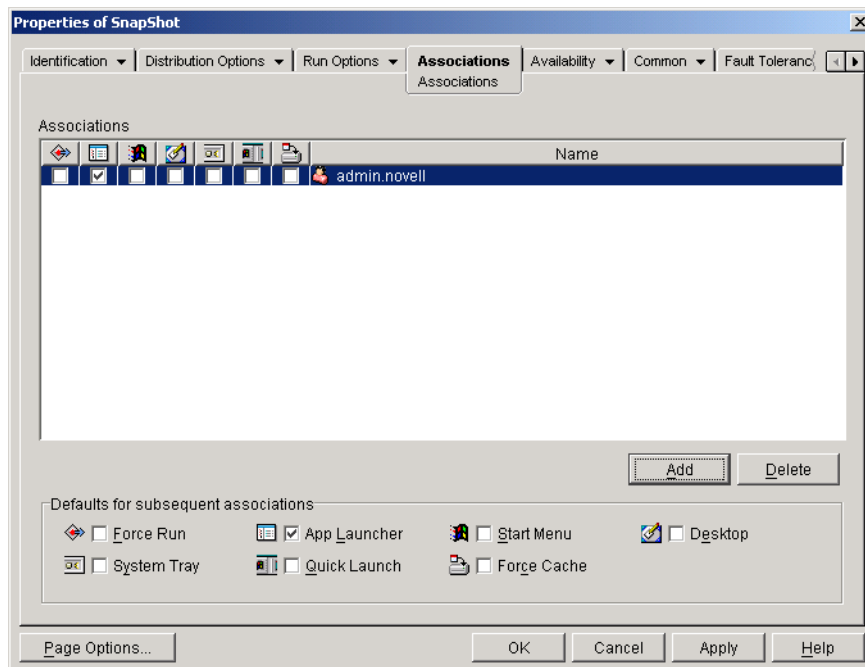 Properties of SnapShot
Identification Distribution Options Run Options Associations Availability Common Fault Toleranc
Associations
Associations
Name
admin.novell
Add Delete
Defaults for subsequent associations
Force Run App Launcher Start Menu Desktop
System Tray Quick Launch Force Cache
Page Options... OK Cancel Apply Help